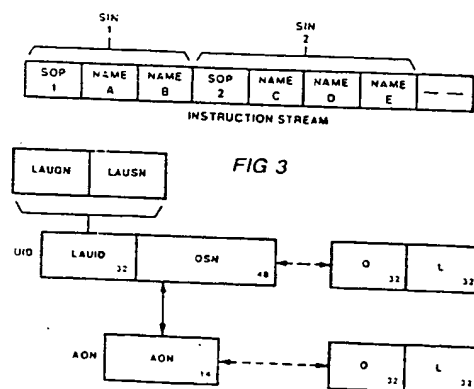 SIN 1
SIN 2
SOP 1 NAME A NAME B SOP 2 NAME C NAME D NAME E
INSTRUCTION STREAM
FIG 3
LAUGN LAUSN
UID LAUID 32 OSN 48 O 32 L 32
AON AON 14 O 32 L 32